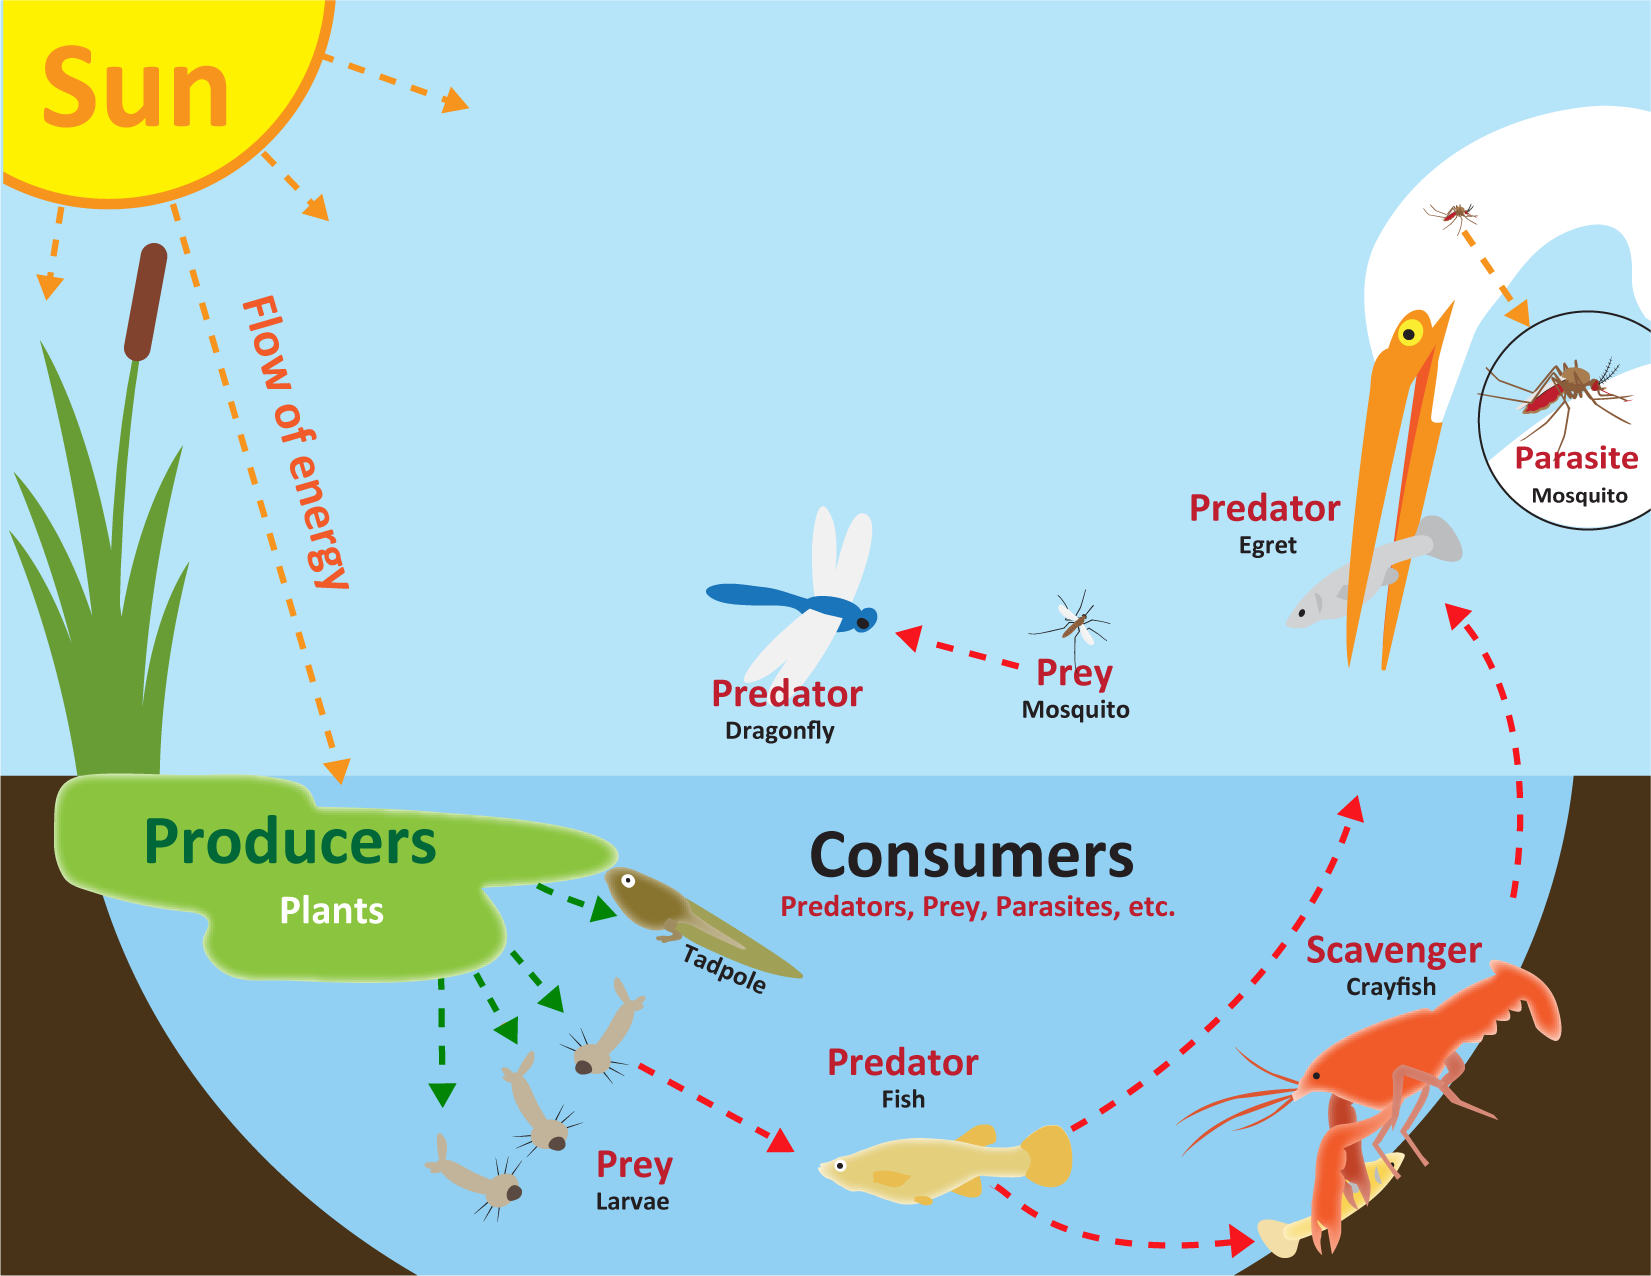 Sun
Flow of energy
Parasite
Mosquito
Predator
Egret
Prey
Mosquito
Predator
Dragonfly
Producers
Plants
Consumers
Predators, Prey, Parasites, etc.
Tadpole
Scavenger
Crayfish
Predator
Fish
Prey
Larvae